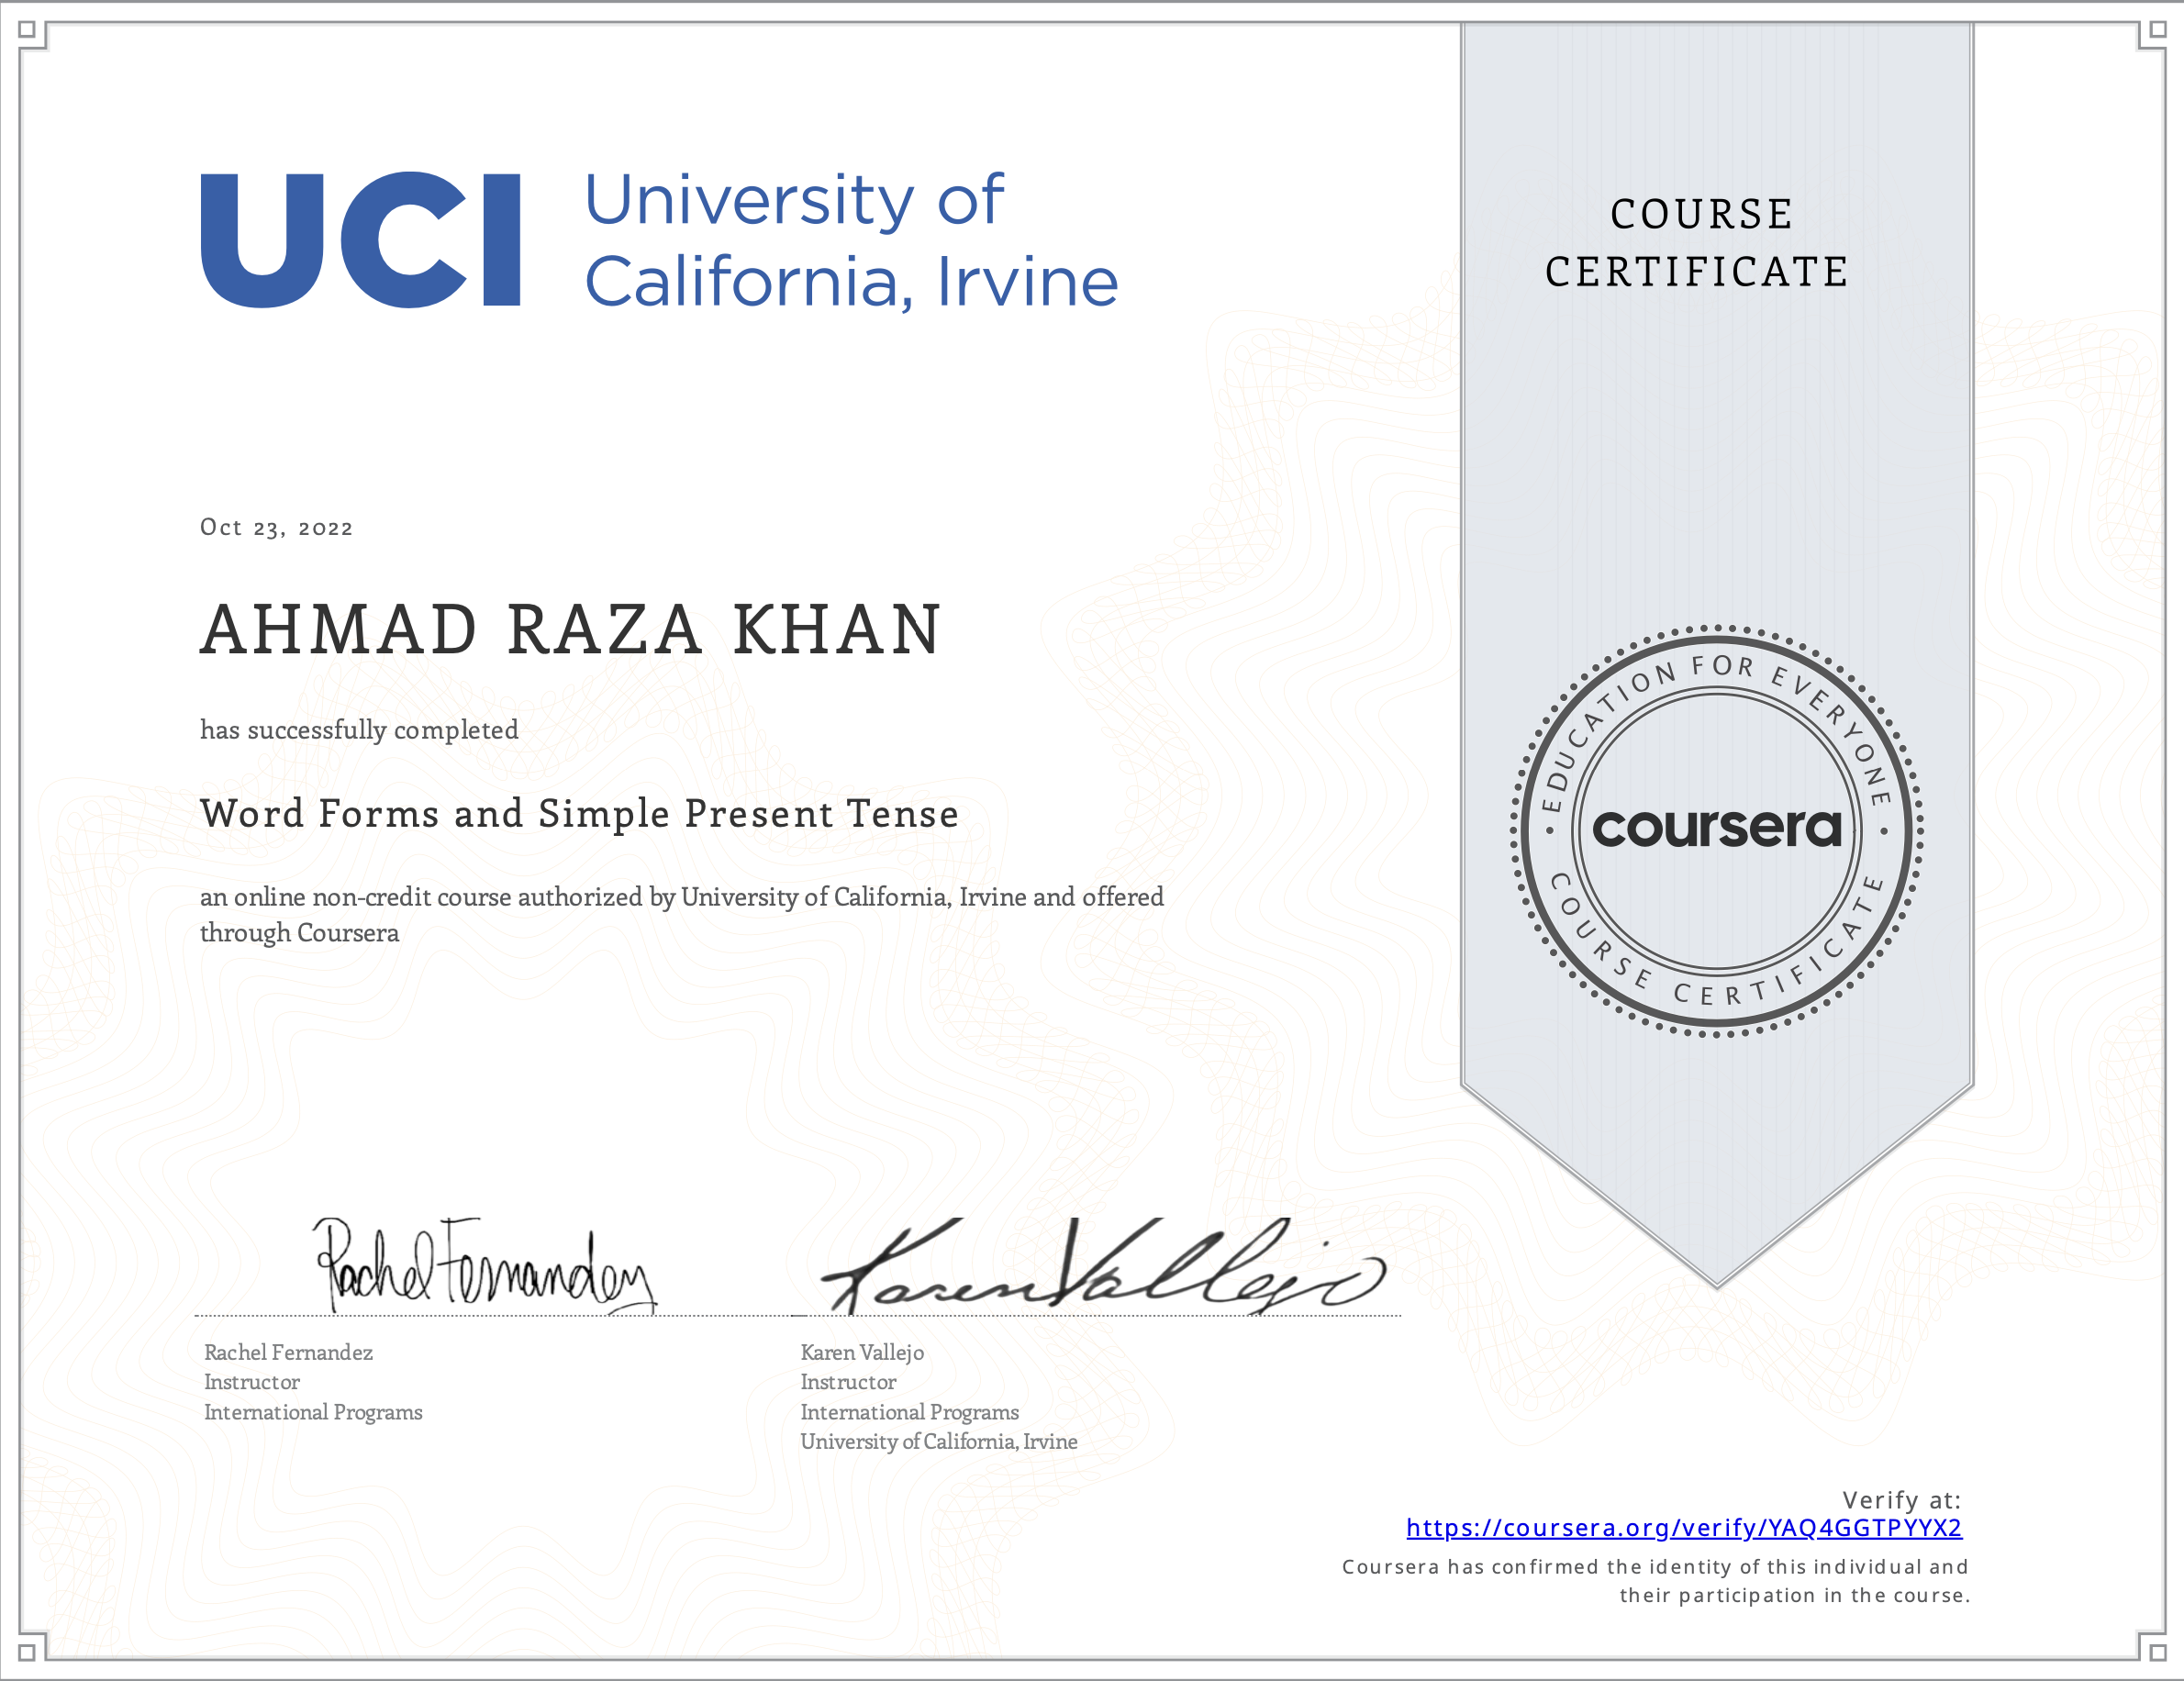 UCI University of
California, Irvine
COURSE
CERTIFICATE
Oct 23, 2022
AHMAD RAZA KHAN
has successfully completed
Word Forms and Simple Present Tense
an online non-credit course authorized by University of California, Irvine and offered
through Coursera
EDUCATION FOR EVERYONE
coursera
COURSE CERTIFICATE
Rachel Fernandez
Karen Vallejo
Rachel Fernandez
Instructor
International Programs
Karen Vallejo
Instructor
International Programs
University of California, Irvine
Verify at:
https://coursera.org/verify/YAQ4GGTPYYX2
Coursera has confirmed the identity of this individual and
their participation in the course.